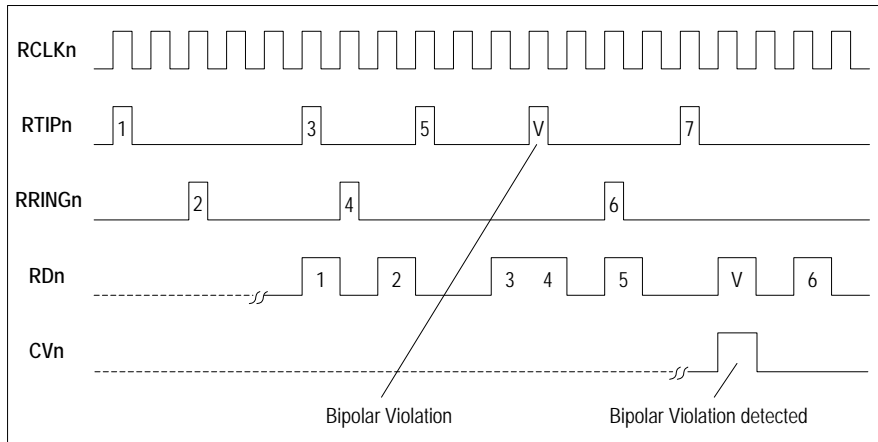 RCLKn
RTIPn 1 3 5 V 7
RRINGn 2 4 6
RDn 1 2 3 4 5 V 6
CVn
Bipolar Violation Bipolar Violation detected